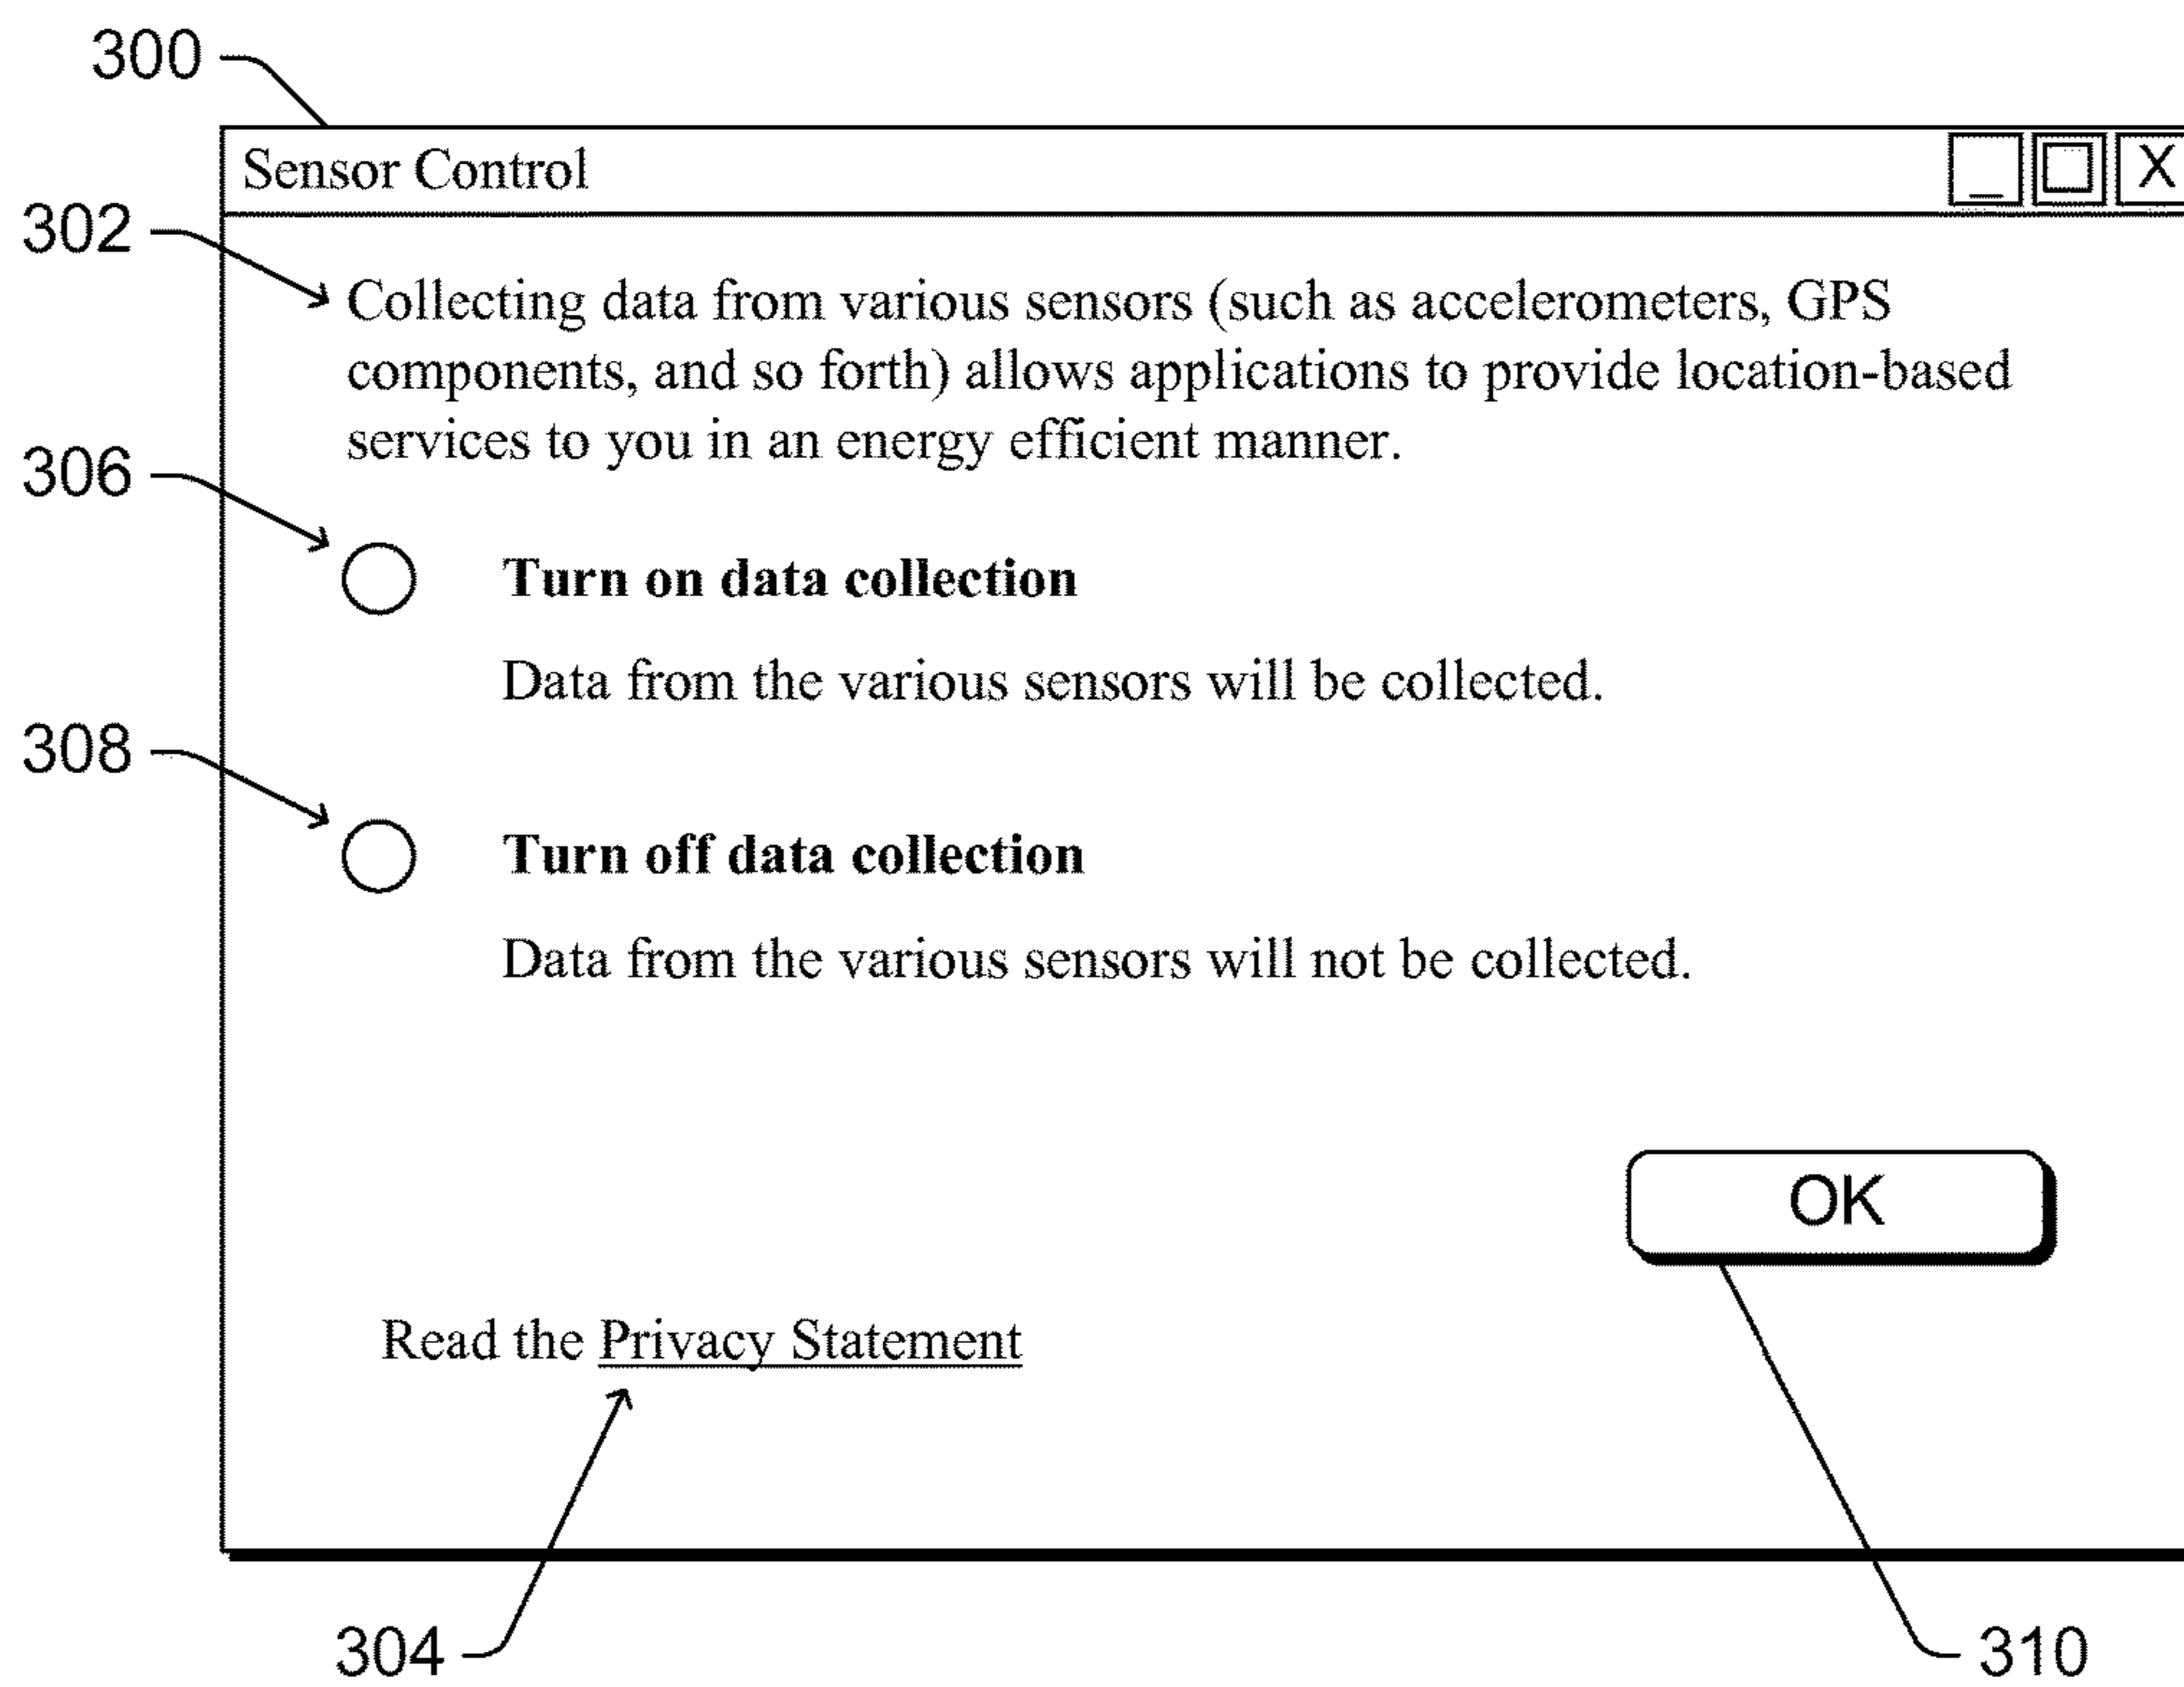 300
Sensor Control
_ X
302
Collecting data from various sensors (such as accelerometers, GPS
components, and so forth) allows applications to provide location-based
services to you in an energy efficient manner.
306
Turn on data collection
Data from the various sensors will be collected.
308
Turn off data collection
Data from the various sensors will not be collected.
OK
Read the Privacy Statement
304
310